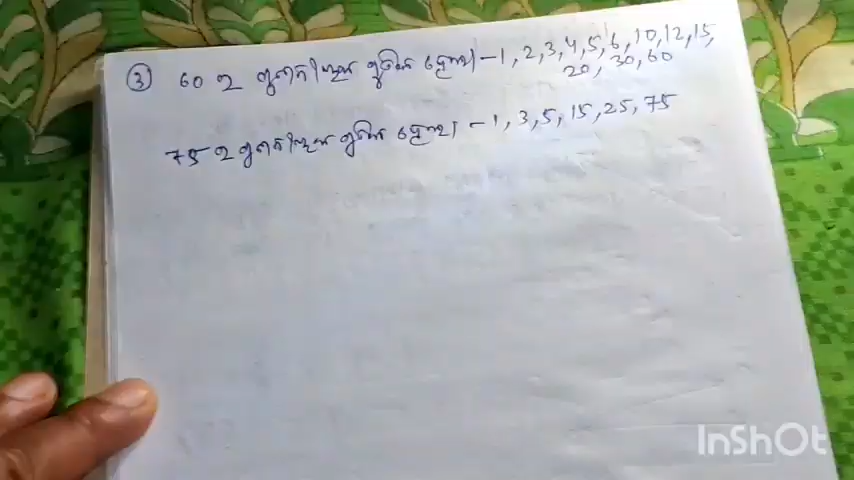 ③ 60 ର ଗୁଣନୀୟକ ଗୁଡିକ ହେଲା - 1, 2, 3, 4, 5, 6, 10, 12, 15,
20, 30, 60
75 ର ଗୁଣନୀୟକ ଗୁଡିକ ହେଲା - 1, 3, 5, 15, 25, 75
InShOt